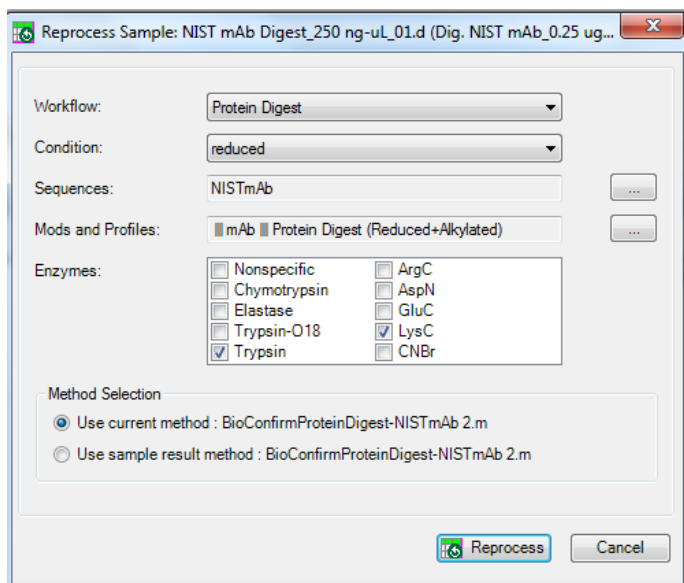 Reprocess Sample: NIST mAb Digest_250 ng-uL_01.d (Dig. NIST mAb_0.25 ug...
Workflow: Protein Digest
Condition: reduced
Sequences: NISTmAb ...
Mods and Profiles: mAb Protein Digest (Reduced+Alkylated) ...
Enzymes: Nonspecific ArgC
Chymotrypsin AspN
Elastase GluC
Trypsin-O18 LysC
Trypsin CNBr
Method Selection
Use current method : BioConfirmProteinDigest-NISTmAb 2.m
Use sample result method : BioConfirmProteinDigest-NISTmAb 2.m
Reprocess Cancel